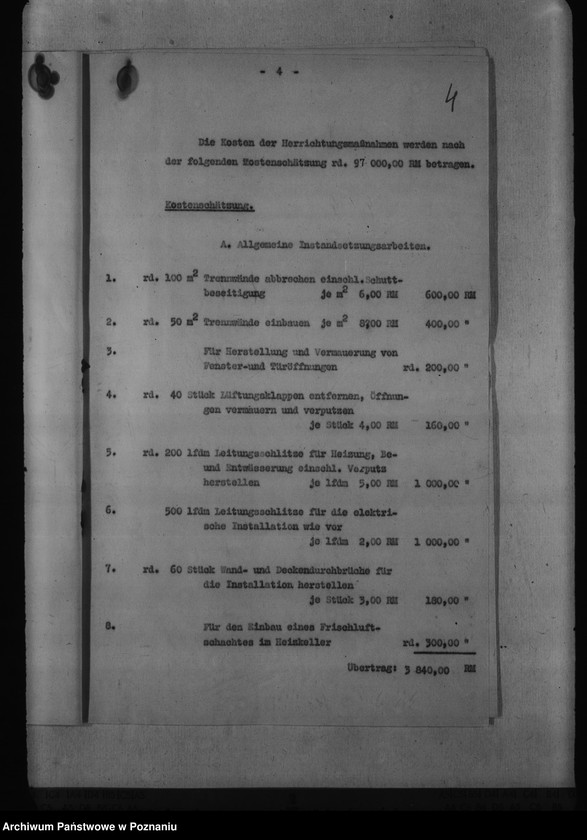 - 4 -
4
Die Kosten der Herrichtungsmaßnahmen werden nach
der folgenden Kostenschätzung rd. 97 000,00 RM betragen.
Kostenschätzung.
A. Allgemeine Instandsetzungsarbeiten.
1. rd. 100 m² Trennwände abbrechen einschl. Schutt-
beseitigung je m² 6,00 RM 600,00 RM
2. rd. 50 m² Trennwände einbauen je m² 8,00 RM 400,00 "
3. Für Herstellung und Vermauerung von
Fenster-und Türöffnungen rd. 200,00 "
4. rd. 40 Stück Lüftungsklappen entfernen, Öffnun-
gen vermauern und verputzen
je Stück 4,00 RM 160,00 "
5. rd. 200 lfdm Leitungsschlitze für Heizung, Be-
und Entwässerung einschl. Verputz
herstellen je lfdm 5,00 RM 1 000,00 "
6. 500 lfdm Leitungsschlitze für die elektri-
sche Installation wie vor
je lfdm 2,00 RM 1 000,00 "
7. rd. 60 Stück Wand- und Deckendurchbrüche für
die Installation herstellen
je Stück 3,00 RM 180,00 "
8. Für den Einbau eines Frischluft-
schachtes im Heizkeller rd. 300,00 "
Übertrag: 3 840,00 RM
Archiwum Państwowe w Poznaniu